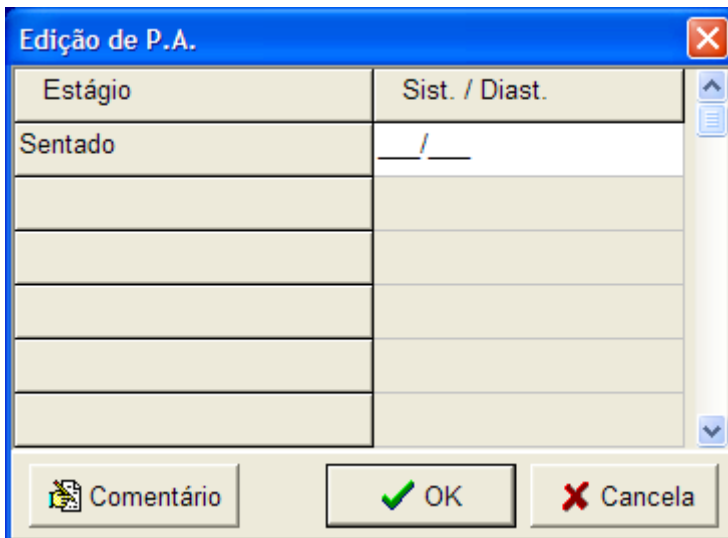 Edição de P.A.
Estágio Sist. / Diast.
Sentado ___/___
Comentário OK Cancela